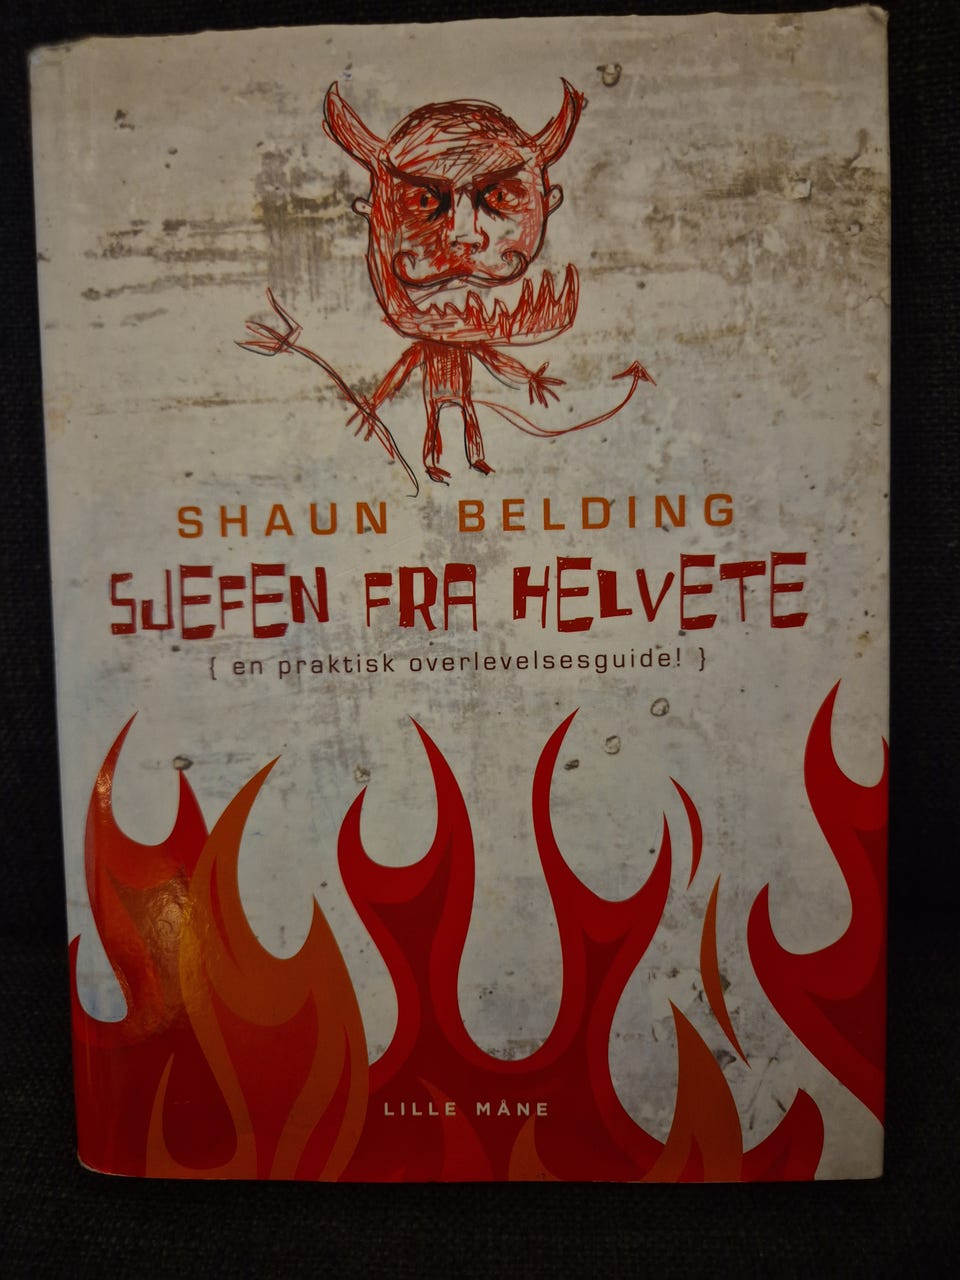 SHAUN BELDING
SJEFEN FRA HELVETE
{ en praktisk overlevelsesguide! }
LILLE MÅNE